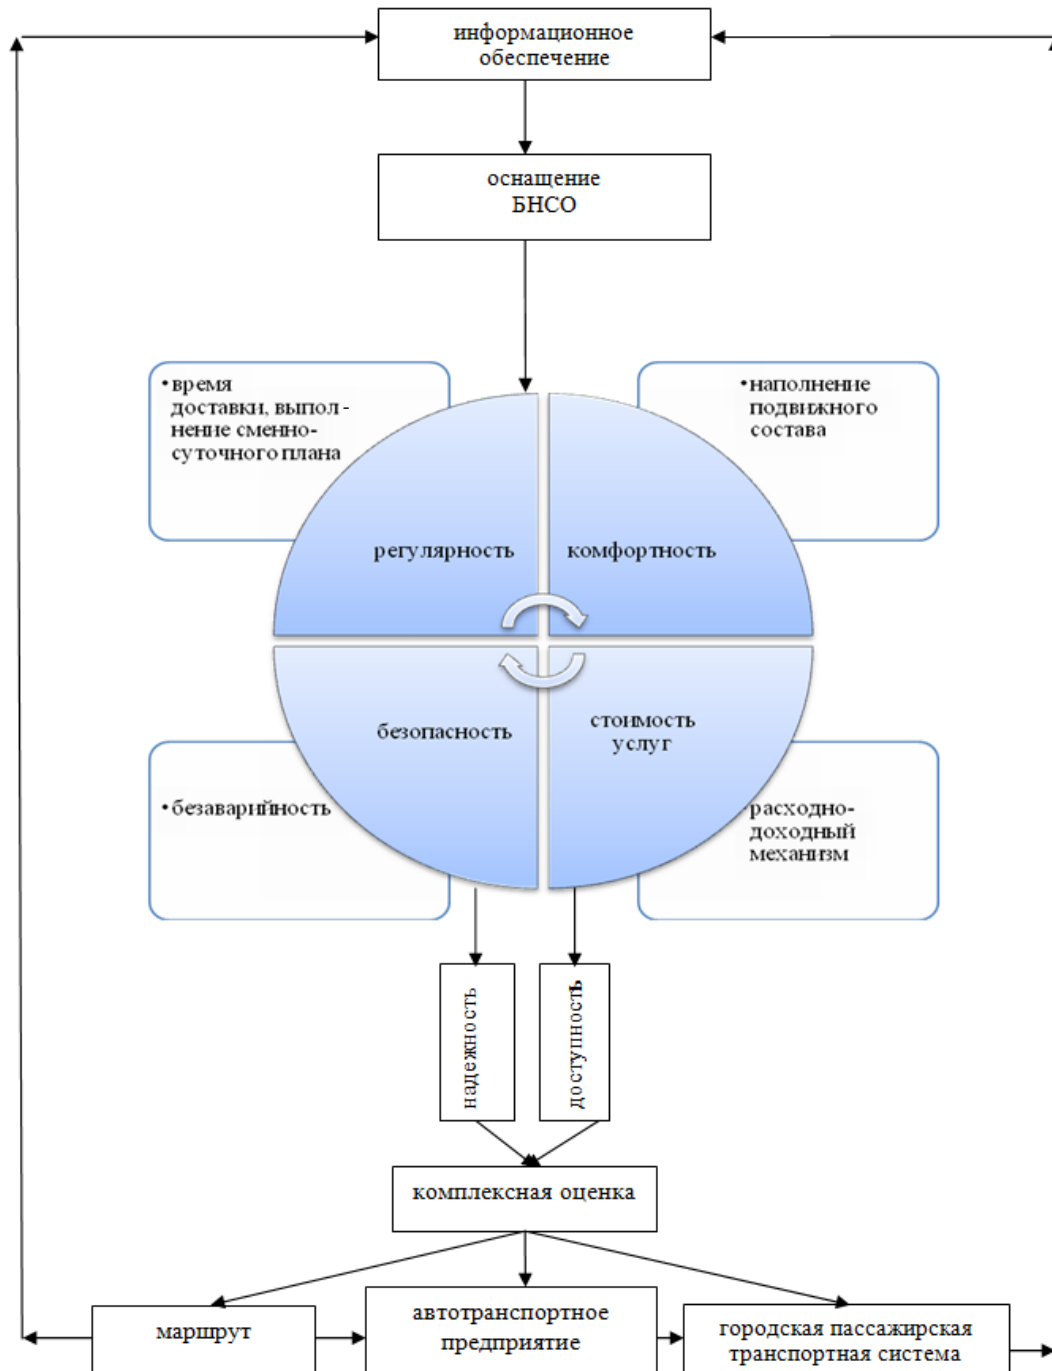 информационное
обеспечение
оснащение
БНСО
•время
доставки, выпол-
нение сменно-
суточного плана
•наполнение
подвижного
состава
регулярность
комфортность
безопасность
стоимость
услуг
•безаварийность
•расходно-
доходный
механизм
надежность
доступность
комплексная оценка
маршрут
автотранспортное
предприятие
городская пассажирская
транспортная система